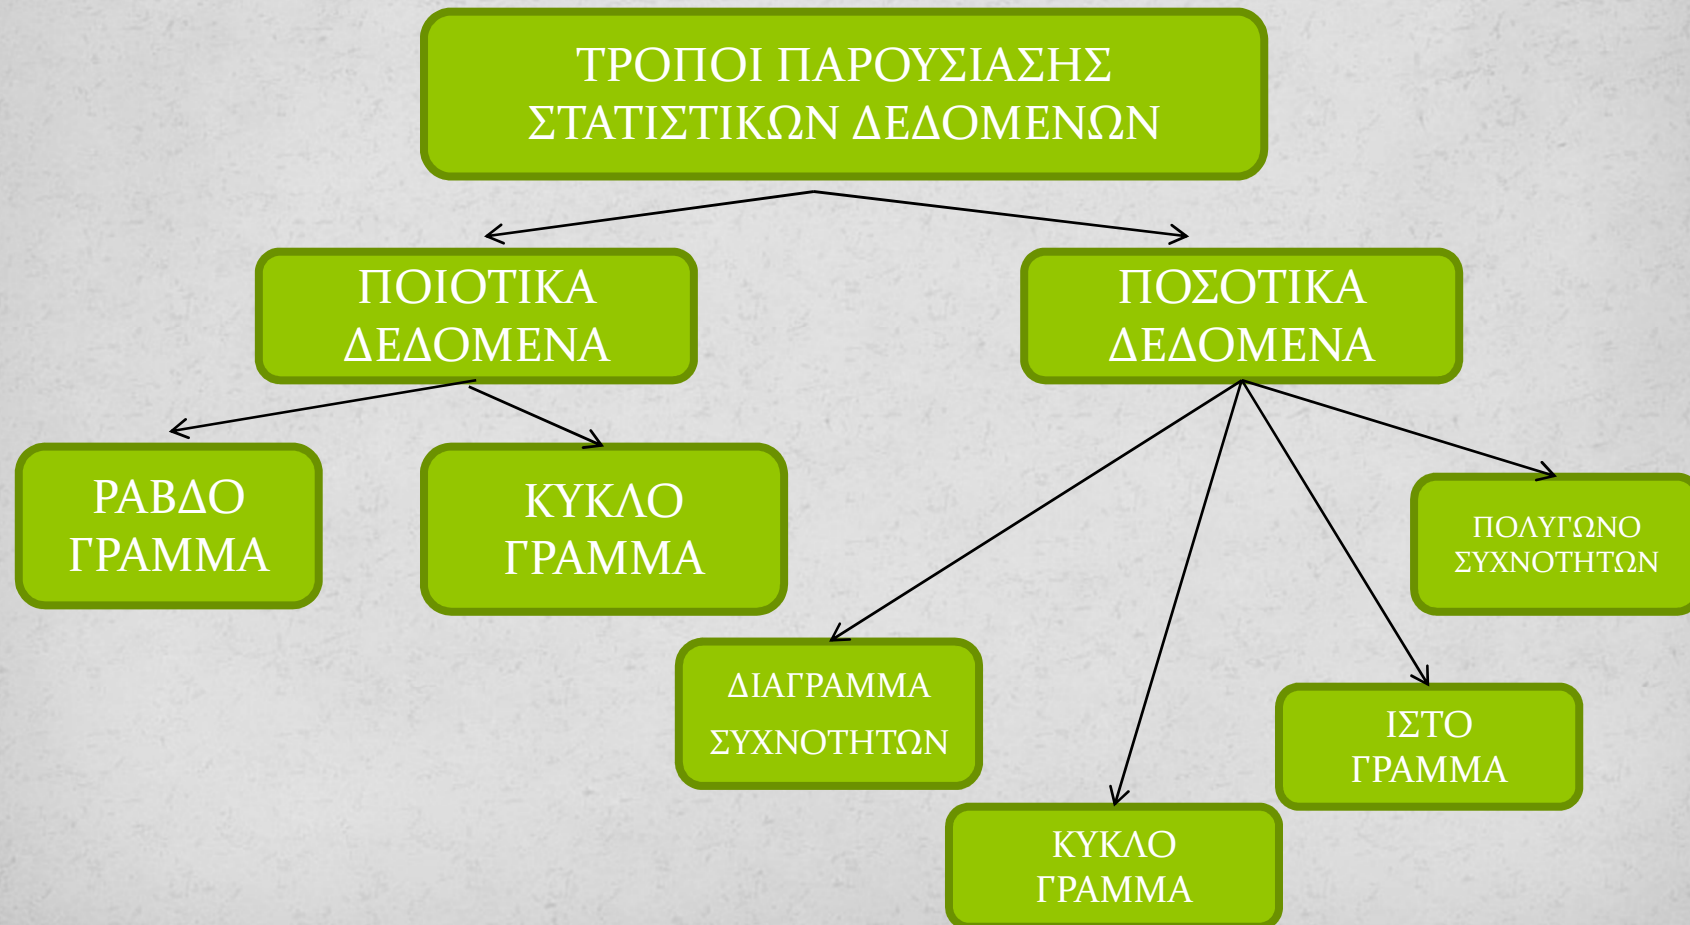 ΤΡΟΠΟΙ ΠΑΡΟΥΣΙΑΣΗΣ
ΣΤΑΤΙΣΤΙΚΩΝ ΔΕΔΟΜΕΝΩΝ
ΠΟΙΟΤΙΚΑ
ΔΕΔΟΜΕΝΑ
ΠΟΣΟΤΙΚΑ
ΔΕΔΟΜΕΝΑ
ΡΑΒΔΟ
ΓΡΑΜΜΑ
ΚΥΚΛΟ
ΓΡΑΜΜΑ
ΠΟΛΥΓΩΝΟ
ΣΥΧΝΟΤΗΤΩΝ
ΔΙΑΓΡΑΜΜΑ
ΣΥΧΝΟΤΗΤΩΝ
ΙΣΤΟ
ΓΡΑΜΜΑ
ΚΥΚΛΟ
ΓΡΑΜΜΑ